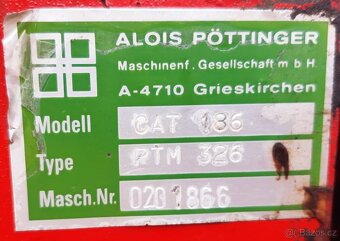 ALOIS PÖTTINGER
Maschinenf. Gesellschaft m b H
A-4710 Grieskirchen
Modell CAT 186
Type PTM 326
Masch.Nr. 0201866